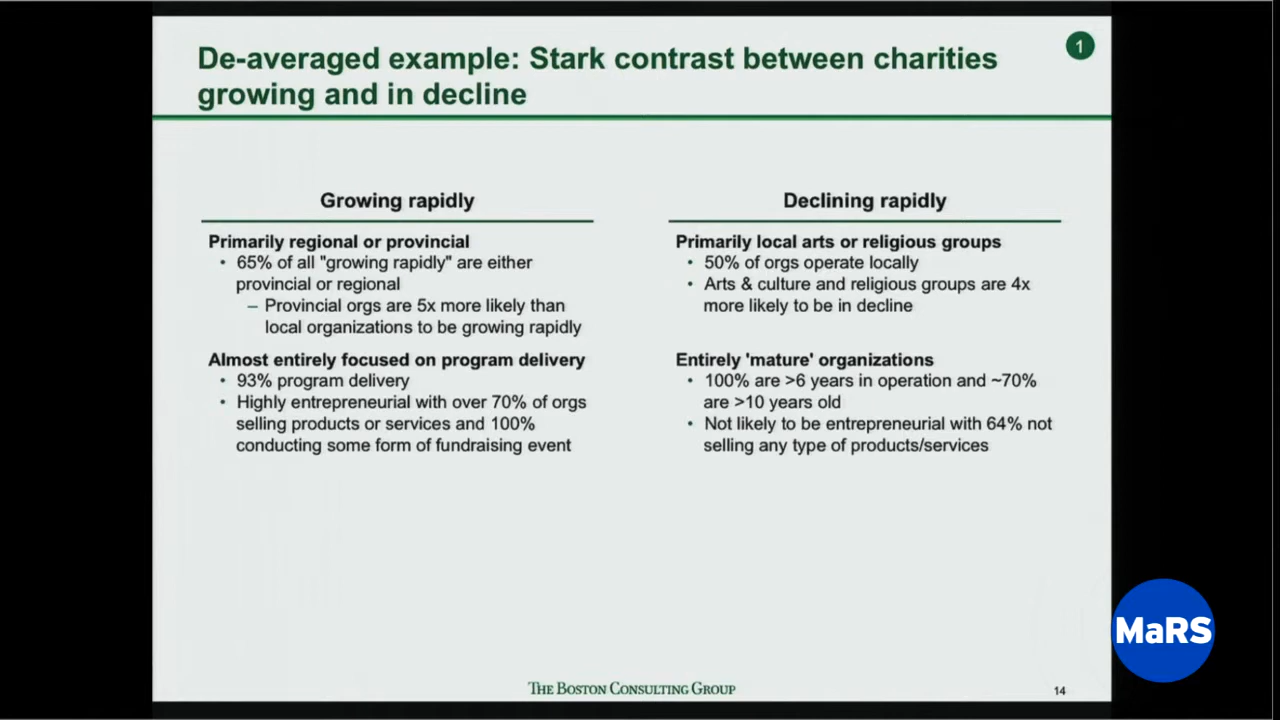 De-averaged example: Stark contrast between charities
growing and in decline
1
Growing rapidly
Primarily regional or provincial
• 65% of all "growing rapidly" are either
provincial or regional
– Provincial orgs are 5x more likely than
local organizations to be growing rapidly
Almost entirely focused on program delivery
• 93% program delivery
• Highly entrepreneurial with over 70% of orgs
selling products or services and 100%
conducting some form of fundraising event
Declining rapidly
Primarily local arts or religious groups
• 50% of orgs operate locally
• Arts & culture and religious groups are 4x
more likely to be in decline
Entirely 'mature' organizations
• 100% are >6 years in operation and ~70%
are >10 years old
• Not likely to be entrepreneurial with 64% not
selling any type of products/services
THE BOSTON CONSULTING GROUP
14
MaRS